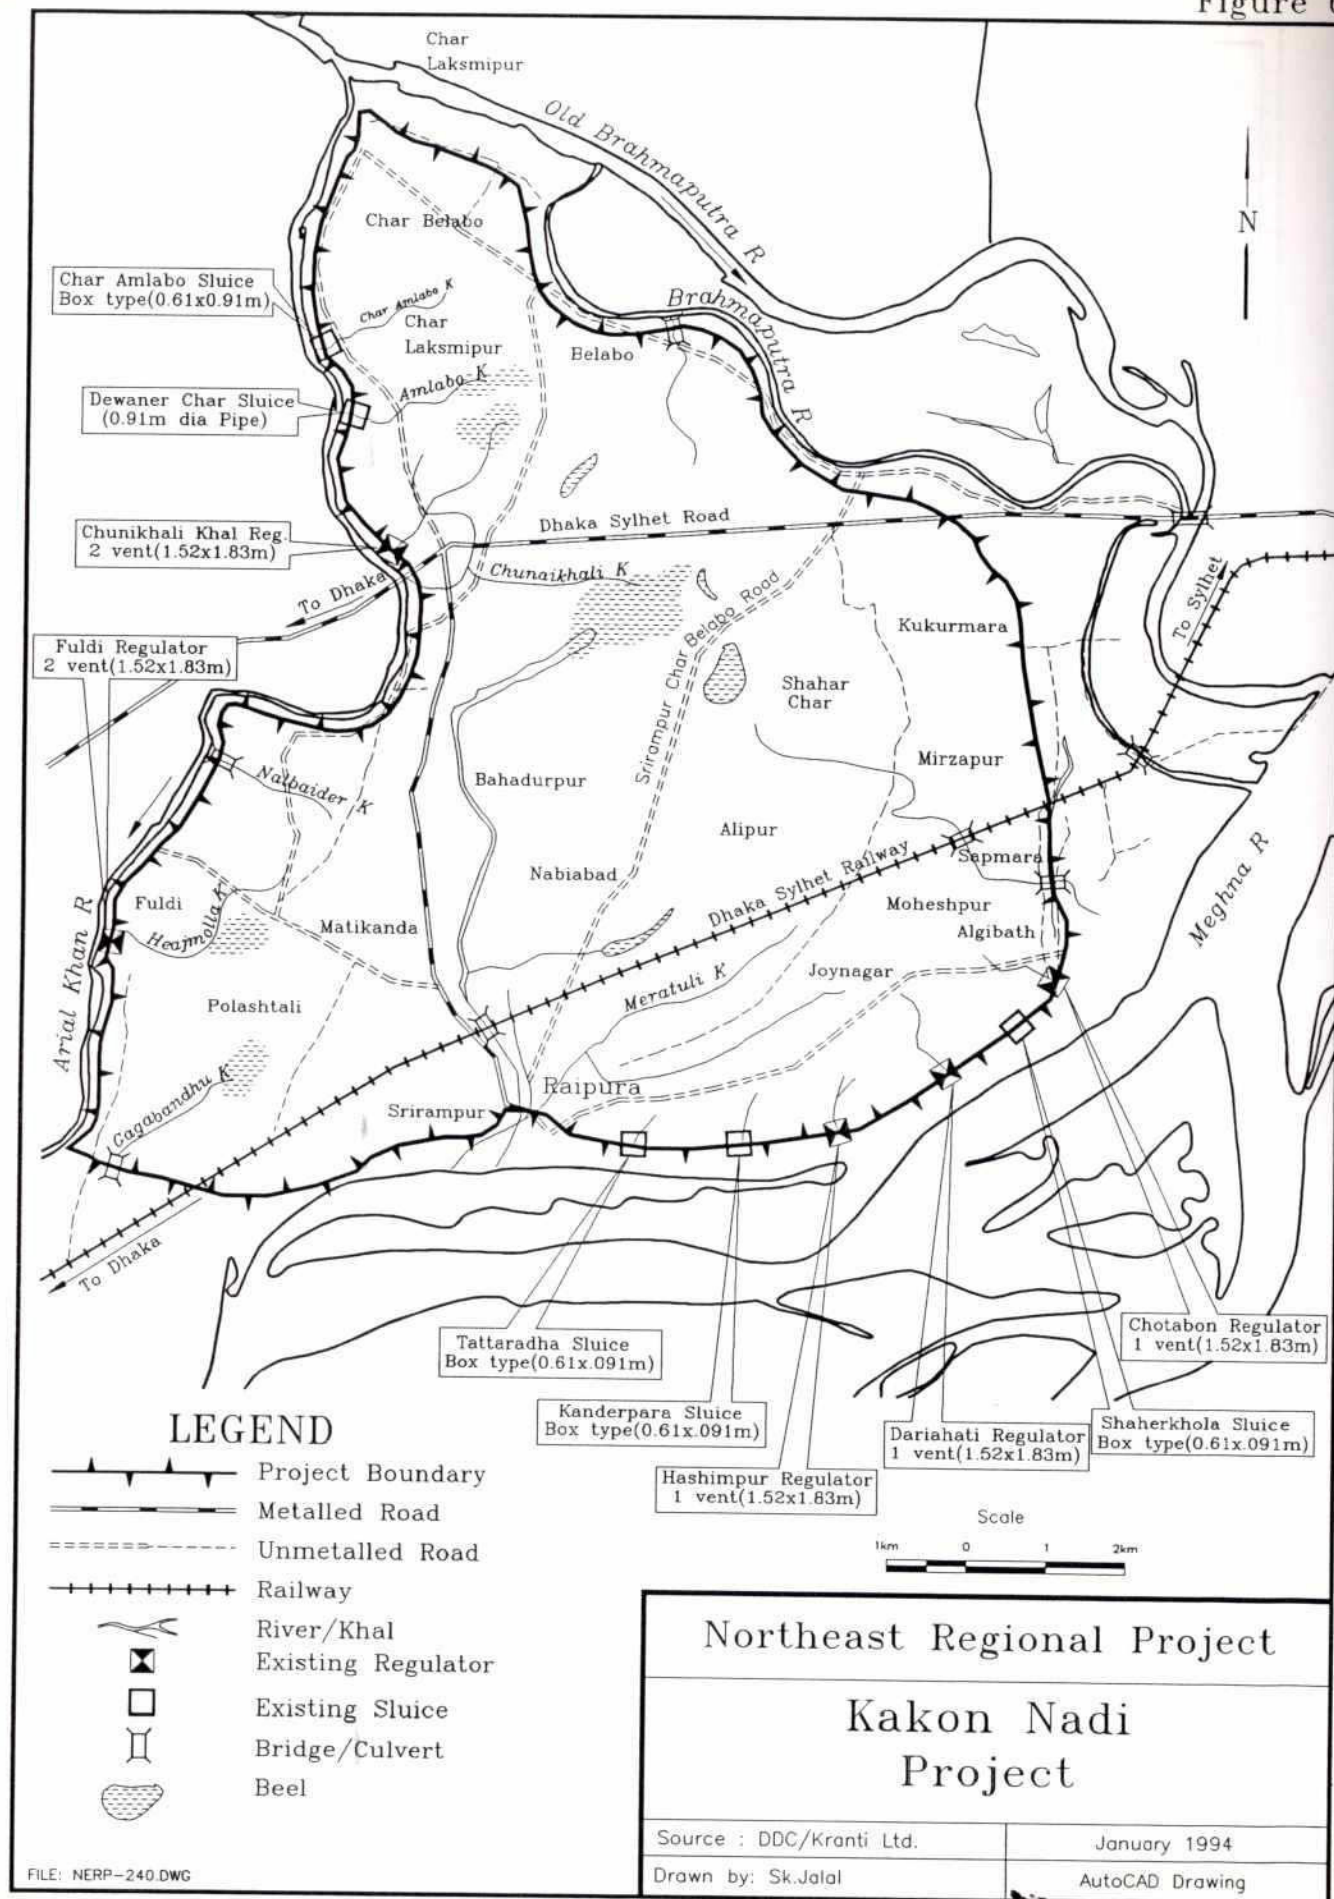 Figure
Char
Laksmipur
Old Brahmaputra R
N
Char Belabo
Char Amlabo Sluice
Box type(0.61x0.91m)
Char Amlabo K
Char
Laksmipur
Brahmaputra R
Belabo
Amlabo K
Dewaner Char Sluice
(0.91m dia Pipe)
Dhaka Sylhet Road
Chunikhali Khal Reg.
2 vent(1.52x1.83m)
Chunaikhali K
To Dhaka
To Sylhet
Srirampur Char Belabo Road
Kukurmara
Fuldi Regulator
2 vent(1.52x1.83m)
Shahar
Char
Mirzapur
Nalbaider K
Bahadurpur
Alipur
Meghna R
Dhaka Sylhet Railway
Sapmara
Nabiabad
Fuldi
Heajmolla K
Matikanda
Moheshpur
Algibath
Arial Khan R
Polashtali
Meratuli K
Joynagar
Gagabandhu K
Srirampur
Raipura
To Dhaka
Tattaradha Sluice
Box type(0.61x.091m)
Chotabon Regulator
1 vent(1.52x1.83m)
Kanderpara Sluice
Box type(0.61x.091m)
Dariahati Regulator
1 vent(1.52x1.83m)
Shaherkhola Sluice
Box type(0.61x.091m)
Hashimpur Regulator
1 vent(1.52x1.83m)
LEGEND
Project Boundary
Metalled Road
Unmetalled Road
Railway
River/Khal
Existing Regulator
Existing Sluice
Bridge/Culvert
Beel
Scale
1km 0 1 2km
Northeast Regional Project
Kakon Nadi
Project
Source : DDC/Kranti Ltd.
January 1994
Drawn by: Sk.Jalal
AutoCAD Drawing
FILE: NERP-240.DWG